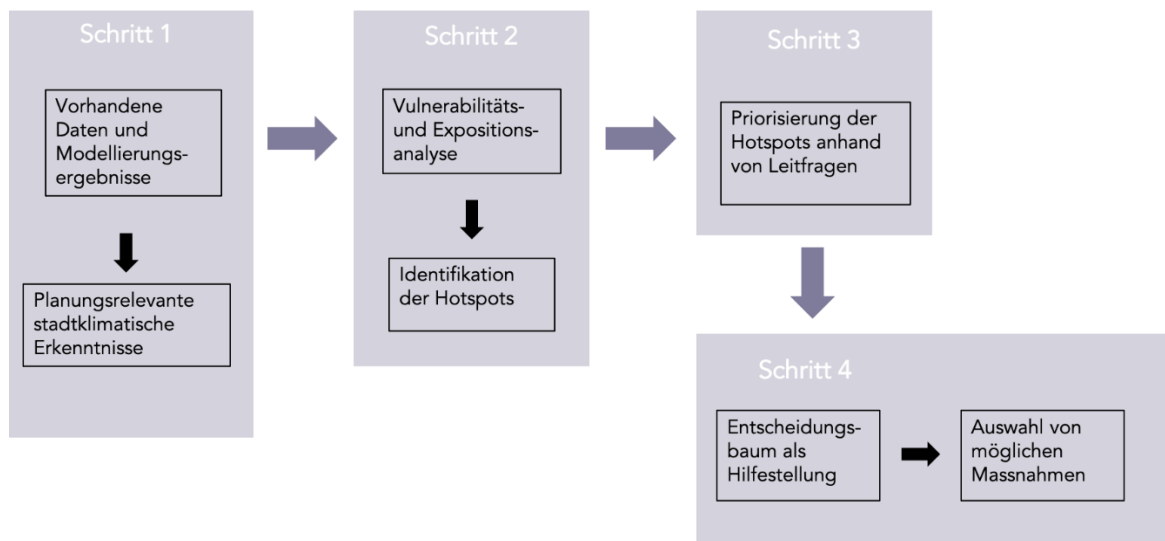 Schritt 1
Vorhandene
Daten und
Modellierungs-
ergebnisse
Planungsrelevante
stadtklimatische
Erkenntnisse
Schritt 2
Vulnerabilitäts-
und Expositions-
analyse
Identifikation
der Hotspots
Schritt 3
Priorisierung der
Hotspots anhand
von Leitfragen
Schritt 4
Entscheidungs-
baum als
Hilfestellung
Auswahl von
möglichen
Massnahmen